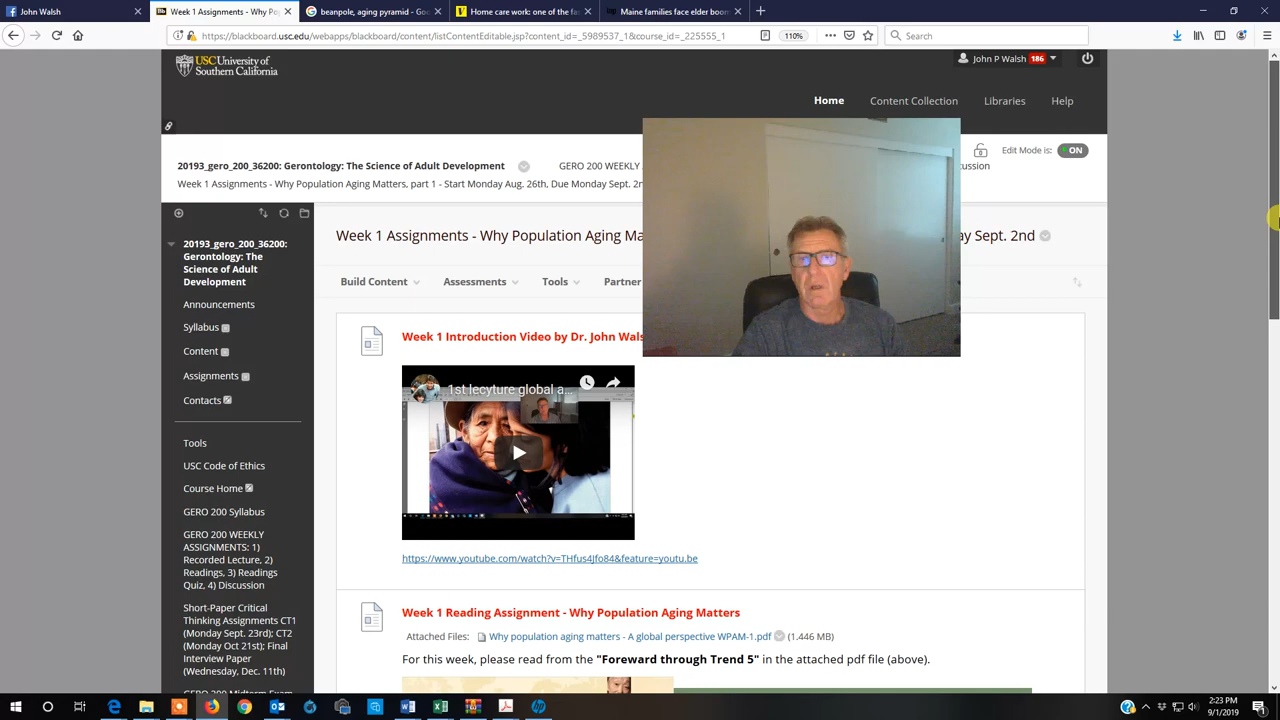 John Walsh
Week 1 Assignments - Why Po
beanpole, aging pyramid - Goo
Home care work: one of the fa
Maine families face elder boom
https://blackboard.usc.edu/webapps/blackboard/content/listContentEditable.jsp?content_id=_5989537_1&course_id=_225555_1
110%
Search
USC University of
Southern California
John P Walsh 186
Home
Content Collection
Libraries
Help
20193_gero_200_36200: Gerontology: The Science of Adult Development
GERO 200 WEEKLY
cussion
Edit Mode is: ON
Week 1 Assignments - Why Population Aging Matters, part 1 - Start Monday Aug. 26th, Due Monday Sept. 2n
20193_gero_200_36200:
Gerontology: The
Science of Adult
Development
Announcements
Syllabus
Content
Assignments
Contacts
Tools
USC Code of Ethics
Course Home
GERO 200 Syllabus
GERO 200 WEEKLY
ASSIGNMENTS: 1)
Recorded Lecture, 2)
Readings, 3) Readings
Quiz, 4) Discussion
Short-Paper Critical
Thinking Assignments CT1
(Monday Sept. 23rd); CT2
(Monday Oct 21st); Final
Interview Paper
(Wednesday, Dec. 11th)
GERO 200 Midterm Exam
Week 1 Assignments - Why Population Aging Ma
ay Sept. 2nd
Build Content
Assessments
Tools
Partner
Week 1 Introduction Video by Dr. John Wals
1st lecyture global a...
https://www.youtube.com/watch?v=THfus4Jfo84&feature=youtu.be
Week 1 Reading Assignment - Why Population Aging Matters
Attached Files: Why population aging matters - A global perspective WPAM-1.pdf (1.446 MB)
For this week, please read from the "Foreward through Trend 5" in the attached pdf file (above).
2:23 PM
9/1/2019